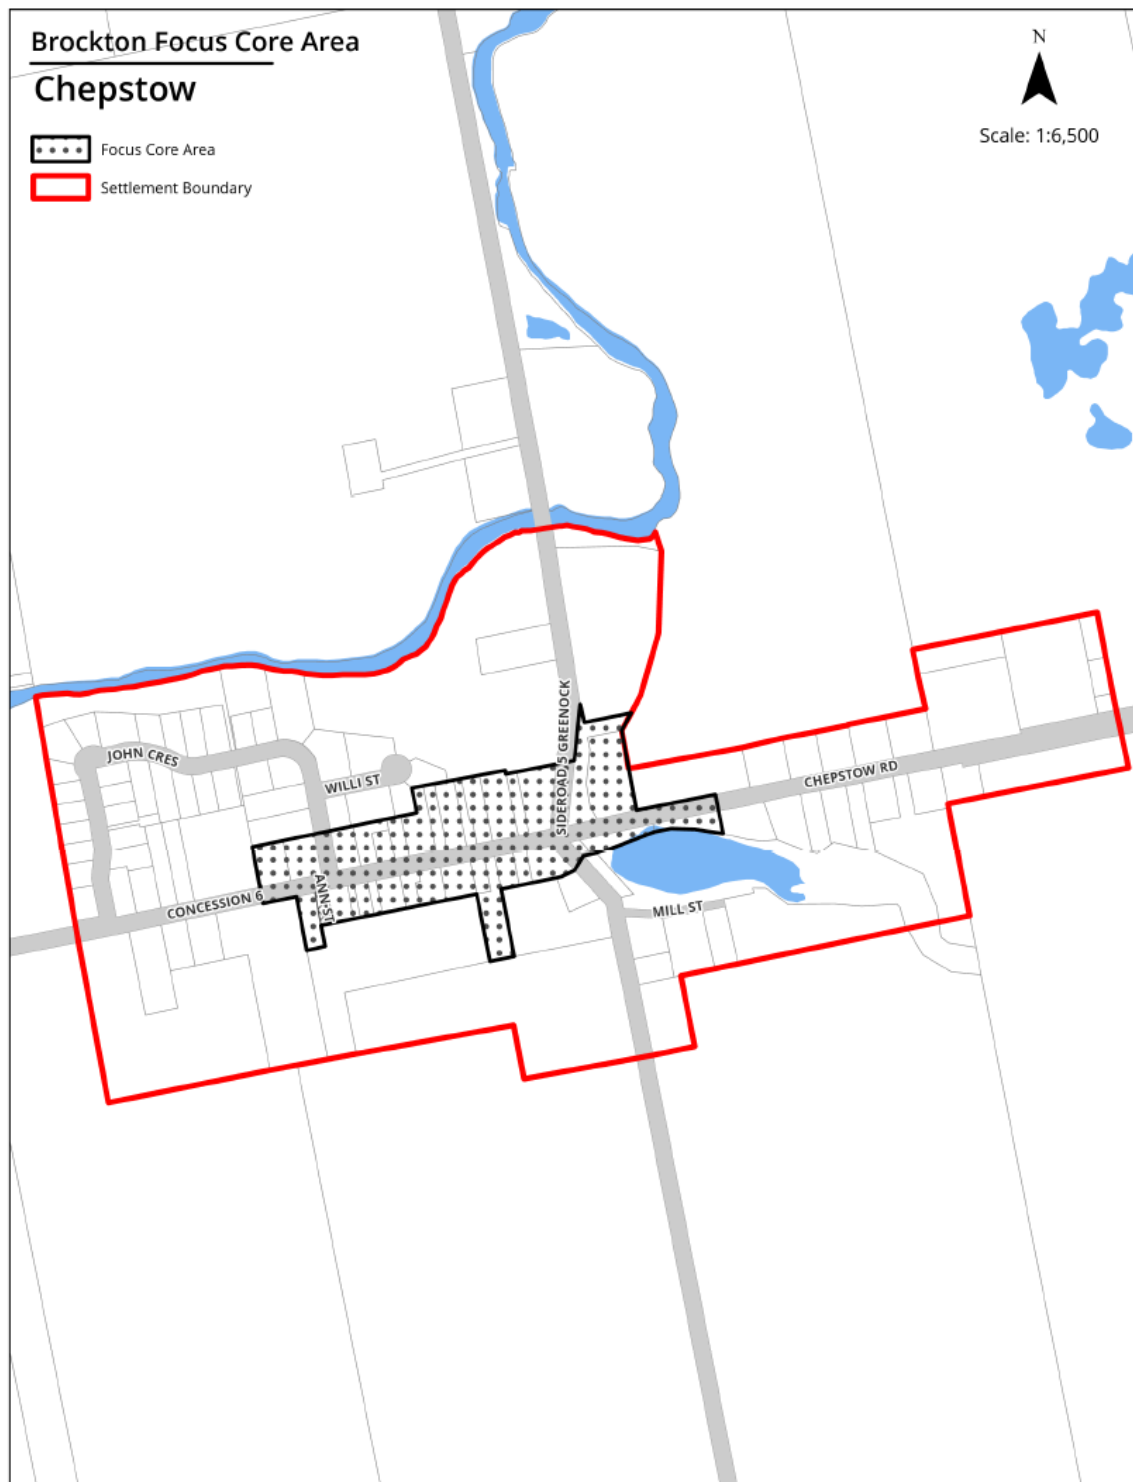 Brockton Focus Core Area
Chepstow
N
Scale: 1:6,500
Focus Core Area
Settlement Boundary
SIDEROAD 5 GREENOCK
JOHN CRES
WILLI ST
CHEPSTOW RD
CONCESSION 6
ANN ST
MILL ST